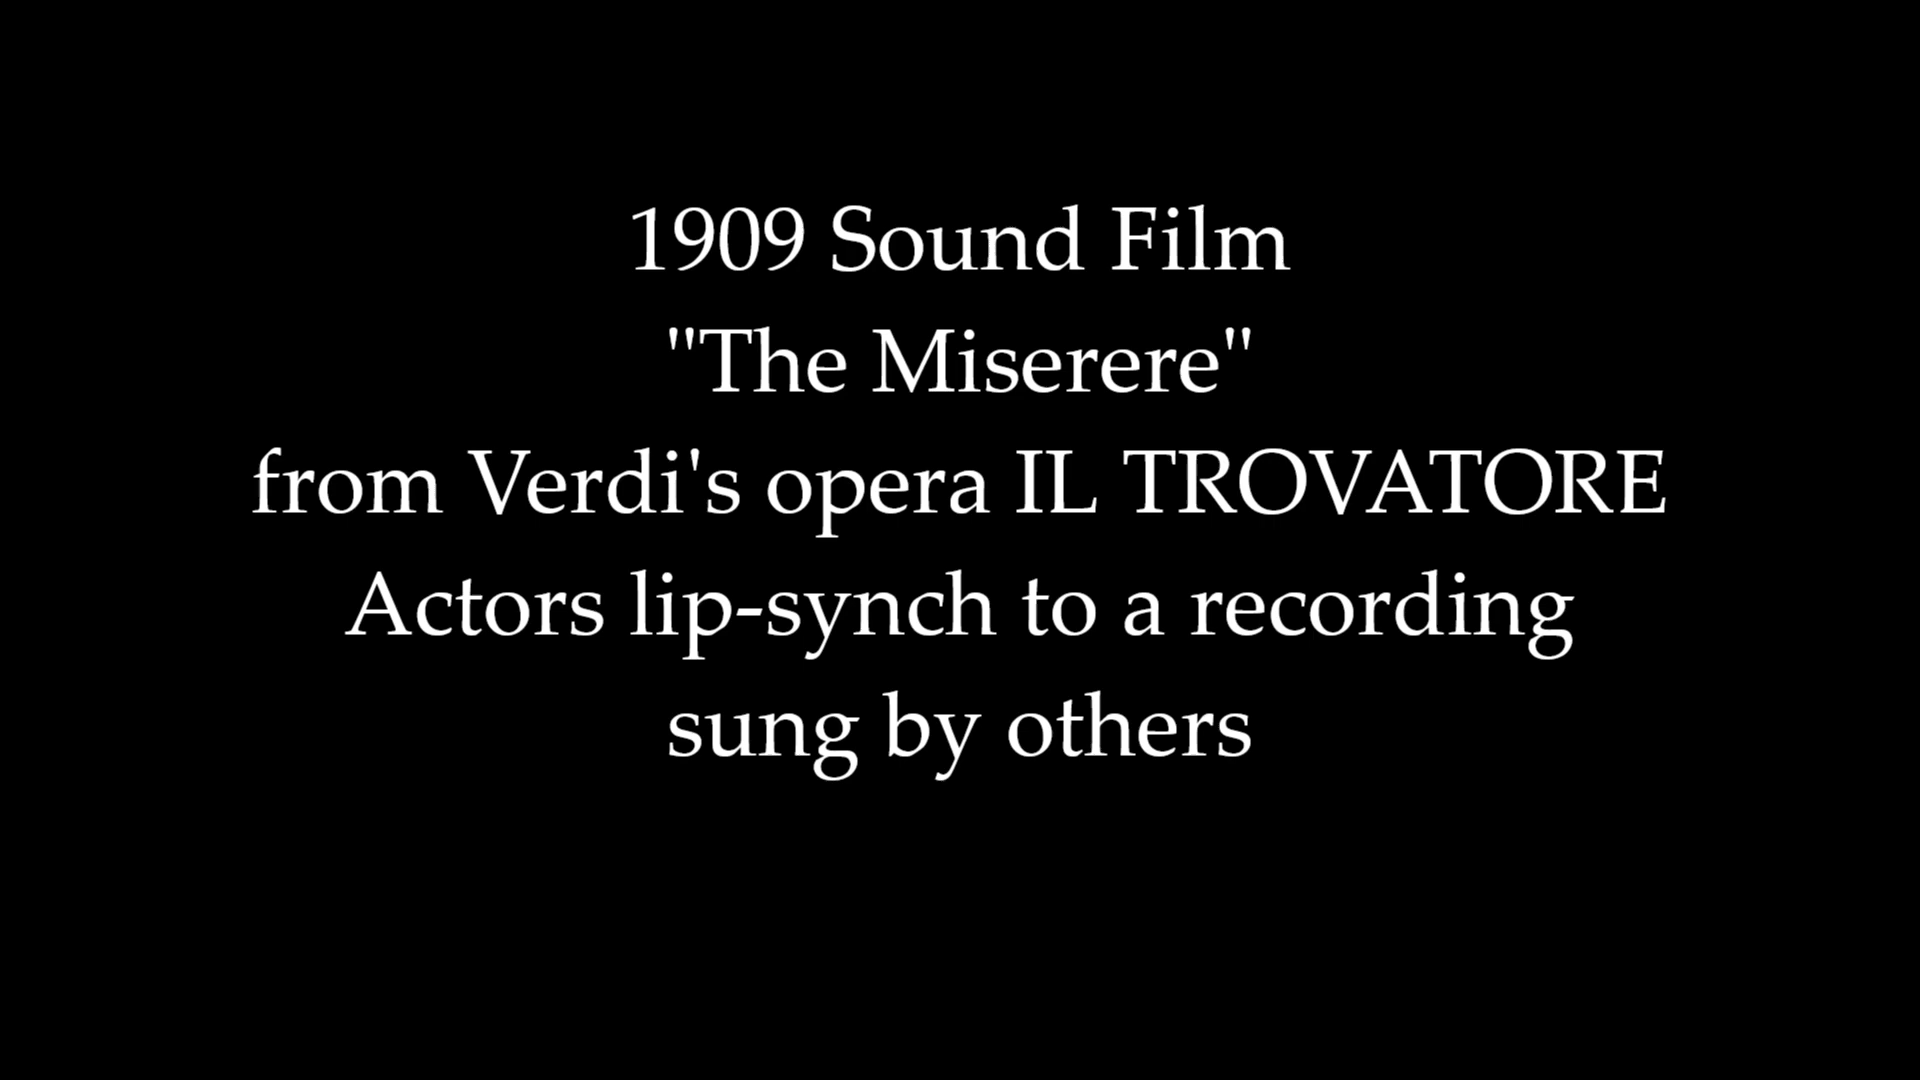 1909 Sound Film
"The Miserere"
from Verdi's opera IL TROVATORE
Actors lip-synch to a recording
sung by others